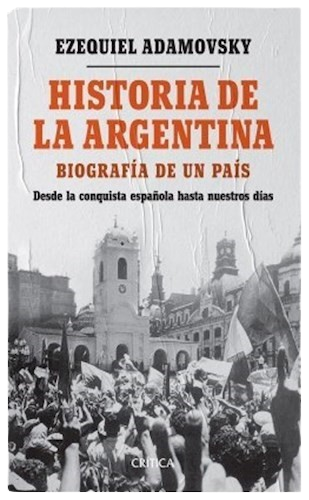 EZEQUIEL ADAMOVSKY
HISTORIA DE
LA ARGENTINA
BIOGRAFÍA DE UN PAÍS
Desde la conquista española hasta nuestros días
CRÍTICA